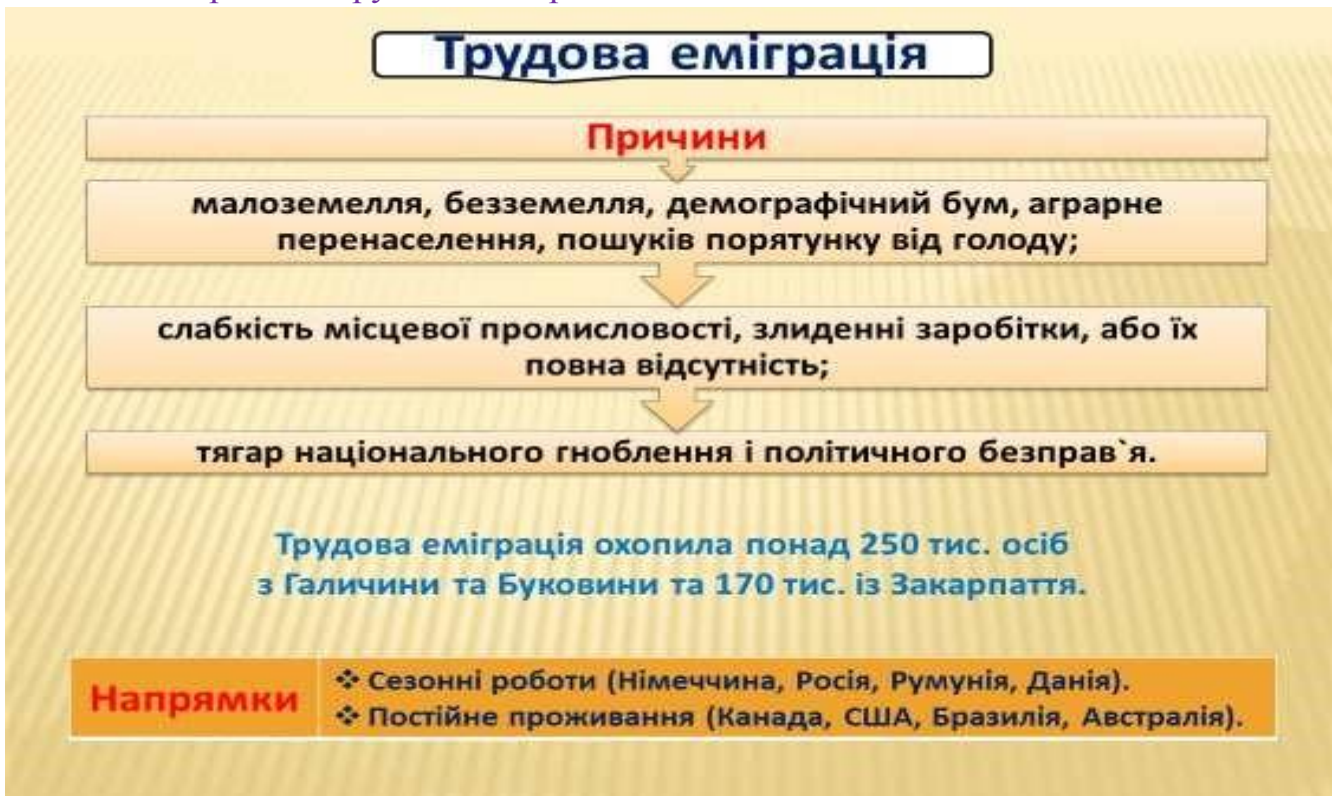 Трудова еміграція
Причини
малоземелля, безземелля, демографічний бум, аграрне
перенаселення, пошуків порятунку від голоду;
слабкість місцевої промисловості, злиденні заробітки, або їх
повна відсутність;
тягар національного гноблення і політичного безправ`я.
Трудова еміграція охопила понад 250 тис. осіб
з Галичини та Буковини та 170 тис. із Закарпаття.
Напрямки
❖ Сезонні роботи (Німеччина, Росія, Румунія, Данія).
❖ Постійне проживання (Канада, США, Бразилія, Австралія).